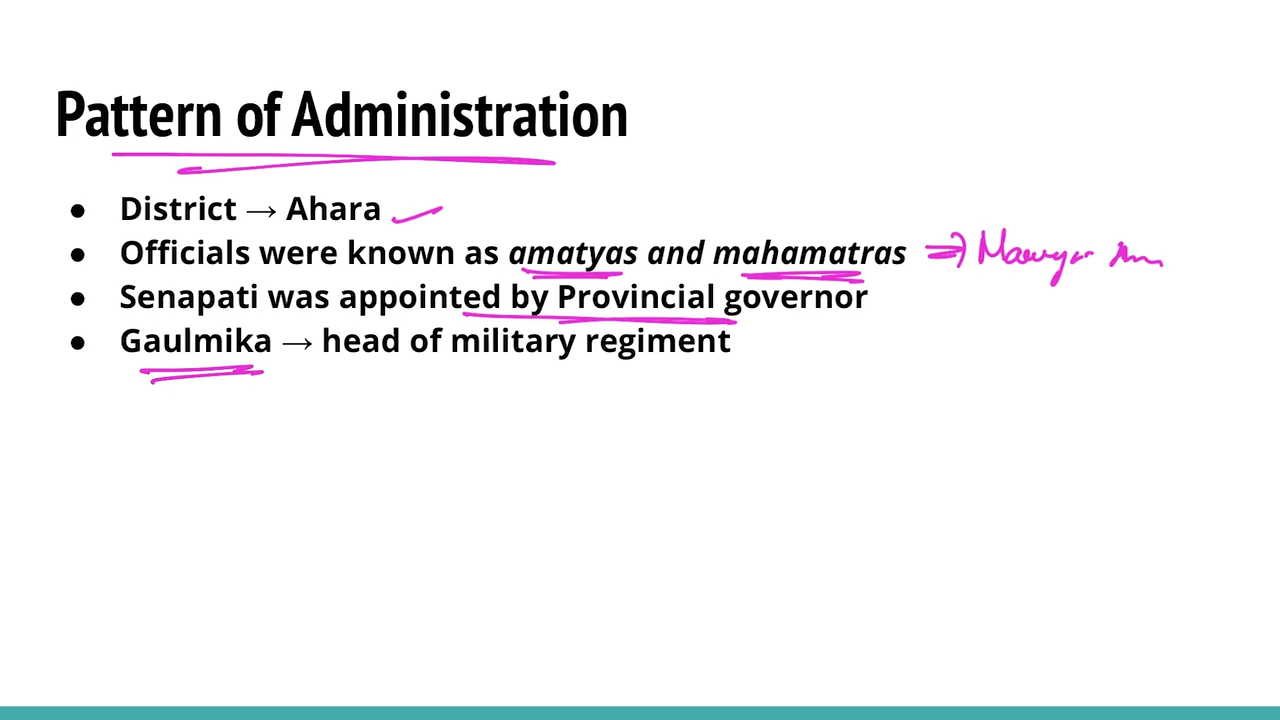 Pattern of Administration
● District → Ahara
● Officials were known as amatyas and mahamatras ⇒ Mauryan
● Senapati was appointed by Provincial governor
● Gaulmika → head of military regiment